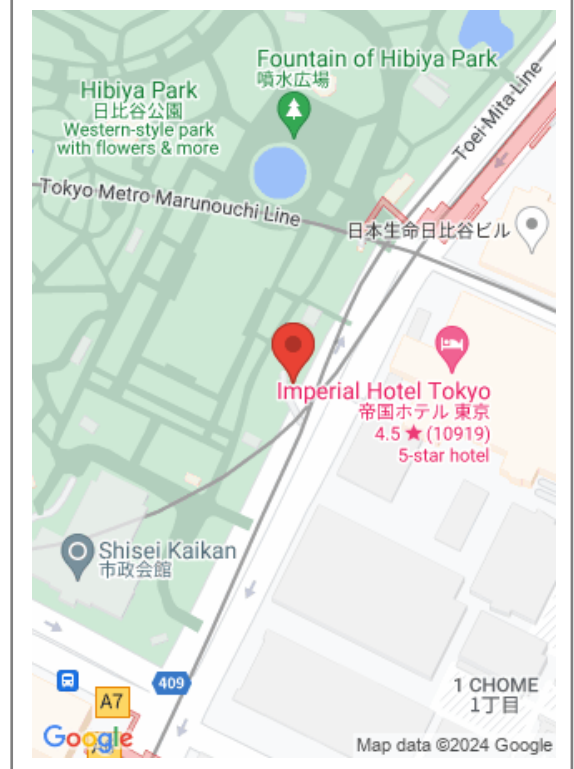 Fountain of Hibiya Park
噴水広場
Hibiya Park
日比谷公園
Western-style park
with flowers & more
Toei Mita Line
Tokyo Metro Marunouchi Line
日本生命日比谷ビル
Imperial Hotel Tokyo
帝国ホテル 東京
4.5 ★ (10919)
5-star hotel
Shisei Kaikan
市政会館
409
A7
1 CHOME
1丁目
Google
Map data ©2024 Google